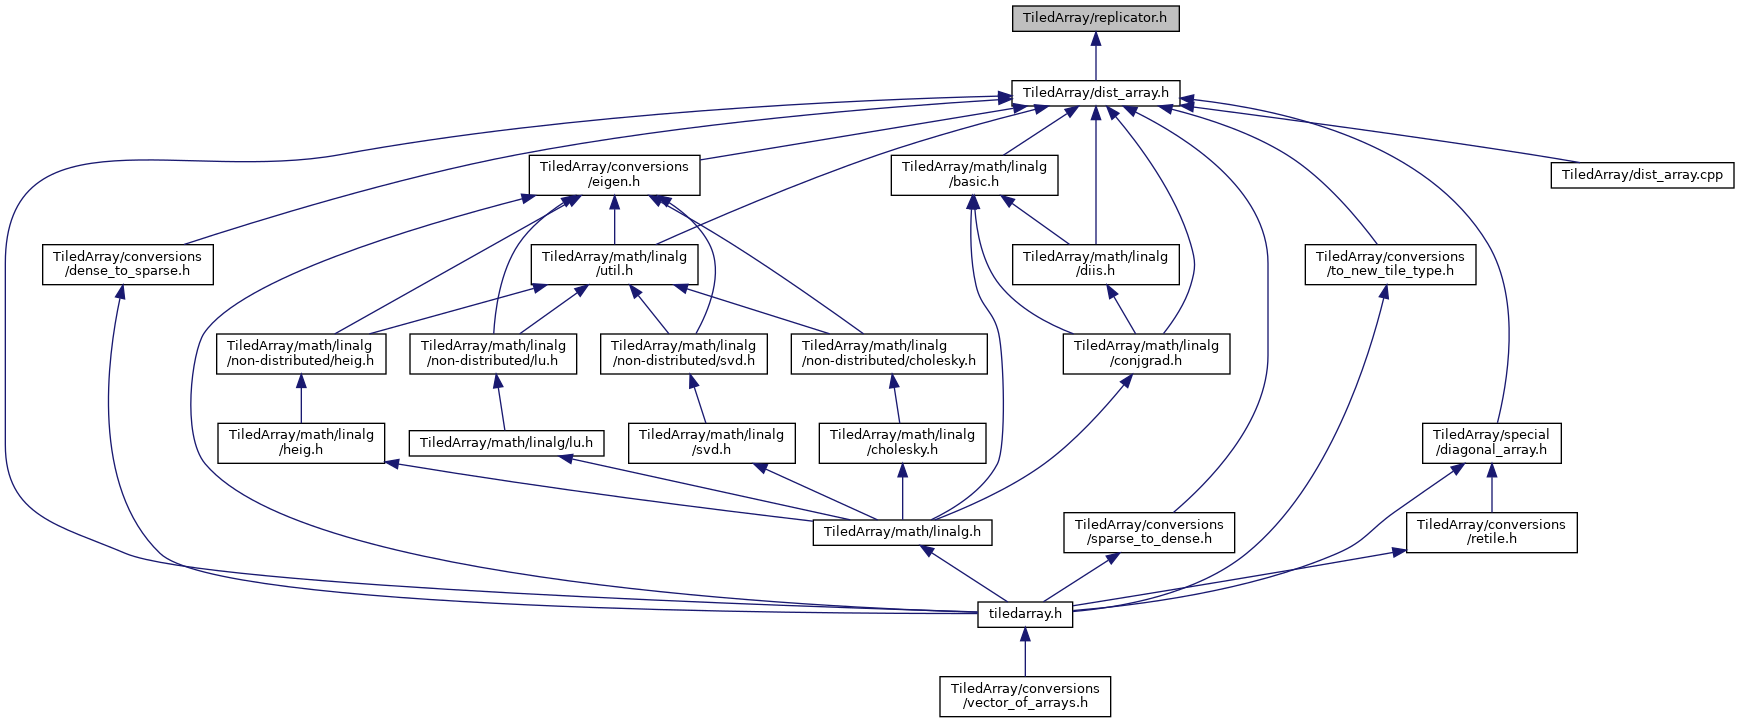 TiledArray/replicator.h
TiledArray/dist_array.h
TiledArray/conversions
/eigen.h
TiledArray/math/linalg
/basic.h
TiledArray/dist_array.cpp
TiledArray/conversions
/dense_to_sparse.h
TiledArray/math/linalg
/util.h
TiledArray/math/linalg
/diis.h
TiledArray/conversions
/to_new_tile_type.h
TiledArray/math/linalg
/non-distributed/heig.h
TiledArray/math/linalg
/non-distributed/lu.h
TiledArray/math/linalg
/non-distributed/svd.h
TiledArray/math/linalg
/non-distributed/cholesky.h
TiledArray/math/linalg
/conjgrad.h
TiledArray/math/linalg
/heig.h
TiledArray/math/linalg/lu.h
TiledArray/math/linalg
/svd.h
TiledArray/math/linalg
/cholesky.h
TiledArray/special
/diagonal_array.h
TiledArray/math/linalg.h
TiledArray/conversions
/sparse_to_dense.h
TiledArray/conversions
/retile.h
tiledarray.h
TiledArray/conversions
/vector_of_arrays.h